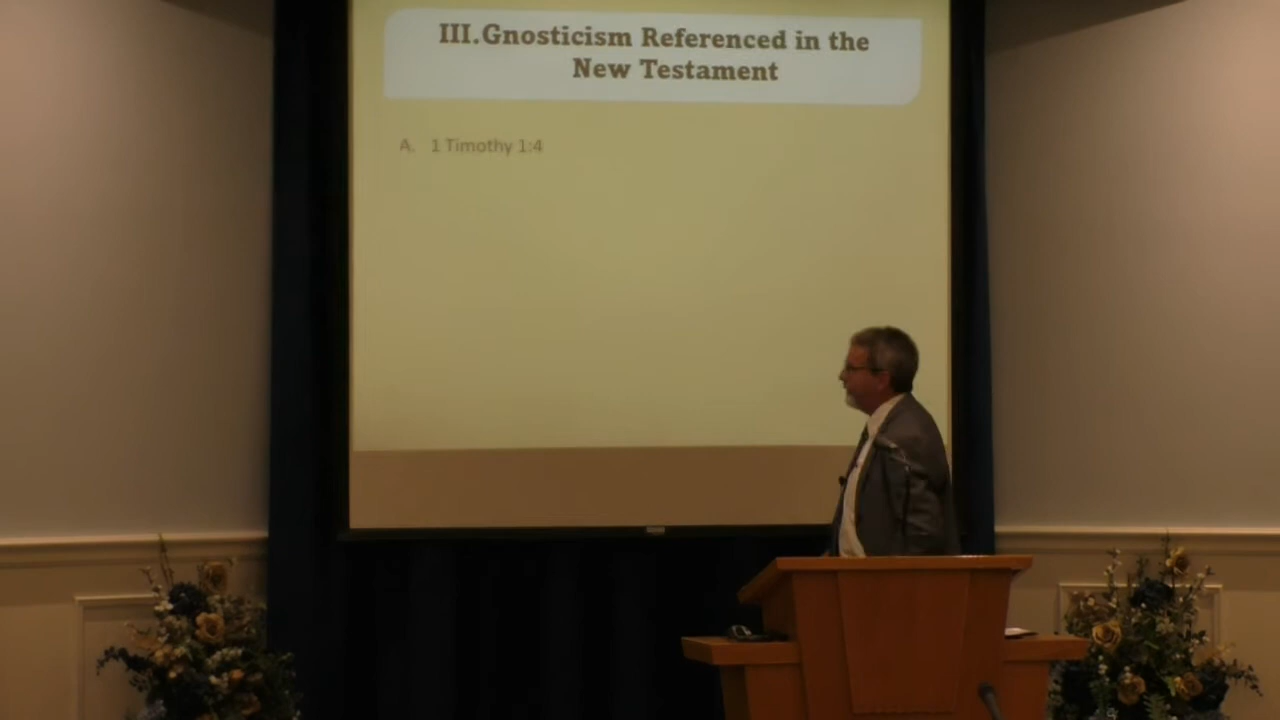 III. Gnosticism Referenced in the
New Testament
A. 1 Timothy 1:4